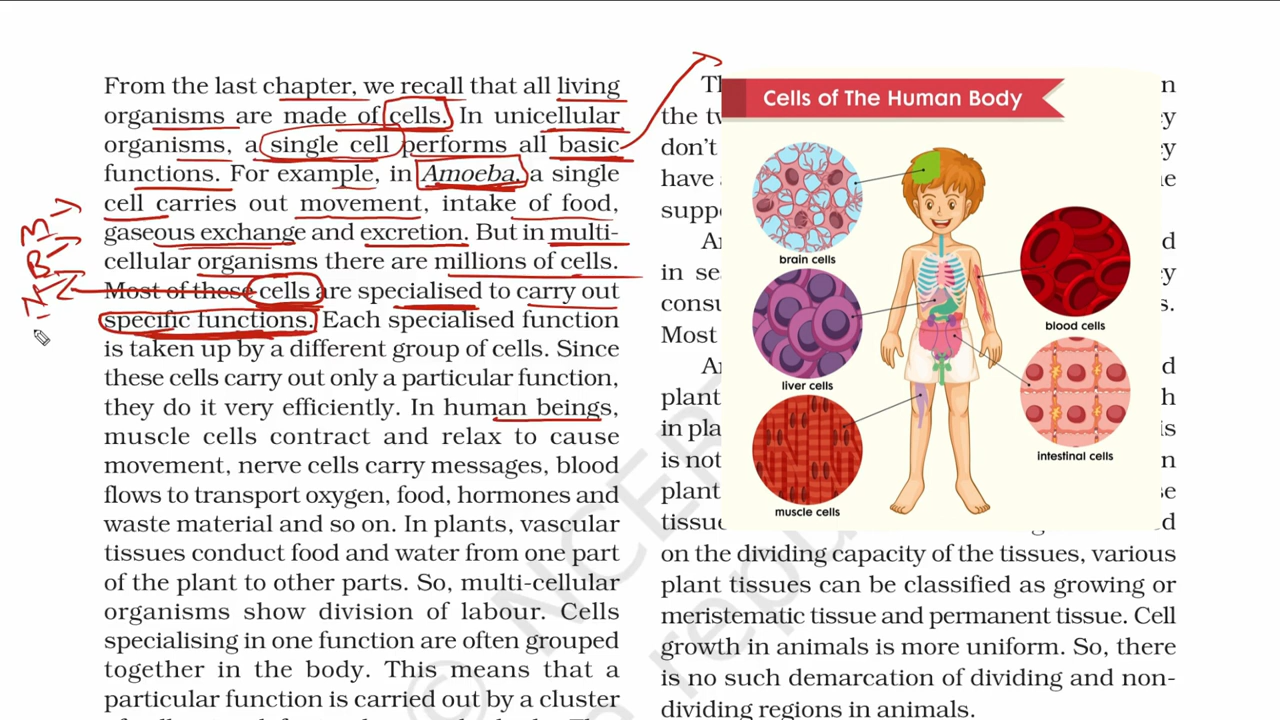 From the last chapter, we recall that all living
organisms are made of cells. In unicellular
organisms, a single cell performs all basic
functions. For example, in Amoeba, a single
cell carries out movement, intake of food,
gaseous exchange and excretion. But in multi-
cellular organisms there are millions of cells.
Most of these cells are specialised to carry out
specific functions. Each specialised function
is taken up by a different group of cells. Since
these cells carry out only a particular function,
they do it very efficiently. In human beings,
muscle cells contract and relax to cause
movement, nerve cells carry messages, blood
flows to transport oxygen, food, hormones and
waste material and so on. In plants, vascular
tissues conduct food and water from one part
of the plant to other parts. So, multi-cellular
organisms show division of labour. Cells
specialising in one function are often grouped
together in the body. This means that a
particular function is carried out by a cluster
M
B
N
Cells of The Human Body
brain cells
blood cells
liver cells
intestinal cells
muscle cells
the
don't
have
in
Most
plant
in
is not
plant
on the dividing capacity of the tissues, various
plant tissues can be classified as growing or
meristematic tissue and permanent tissue. Cell
growth in animals is more uniform. So, there
is no such demarcation of dividing and non-
dividing regions in animals.
© NCERT